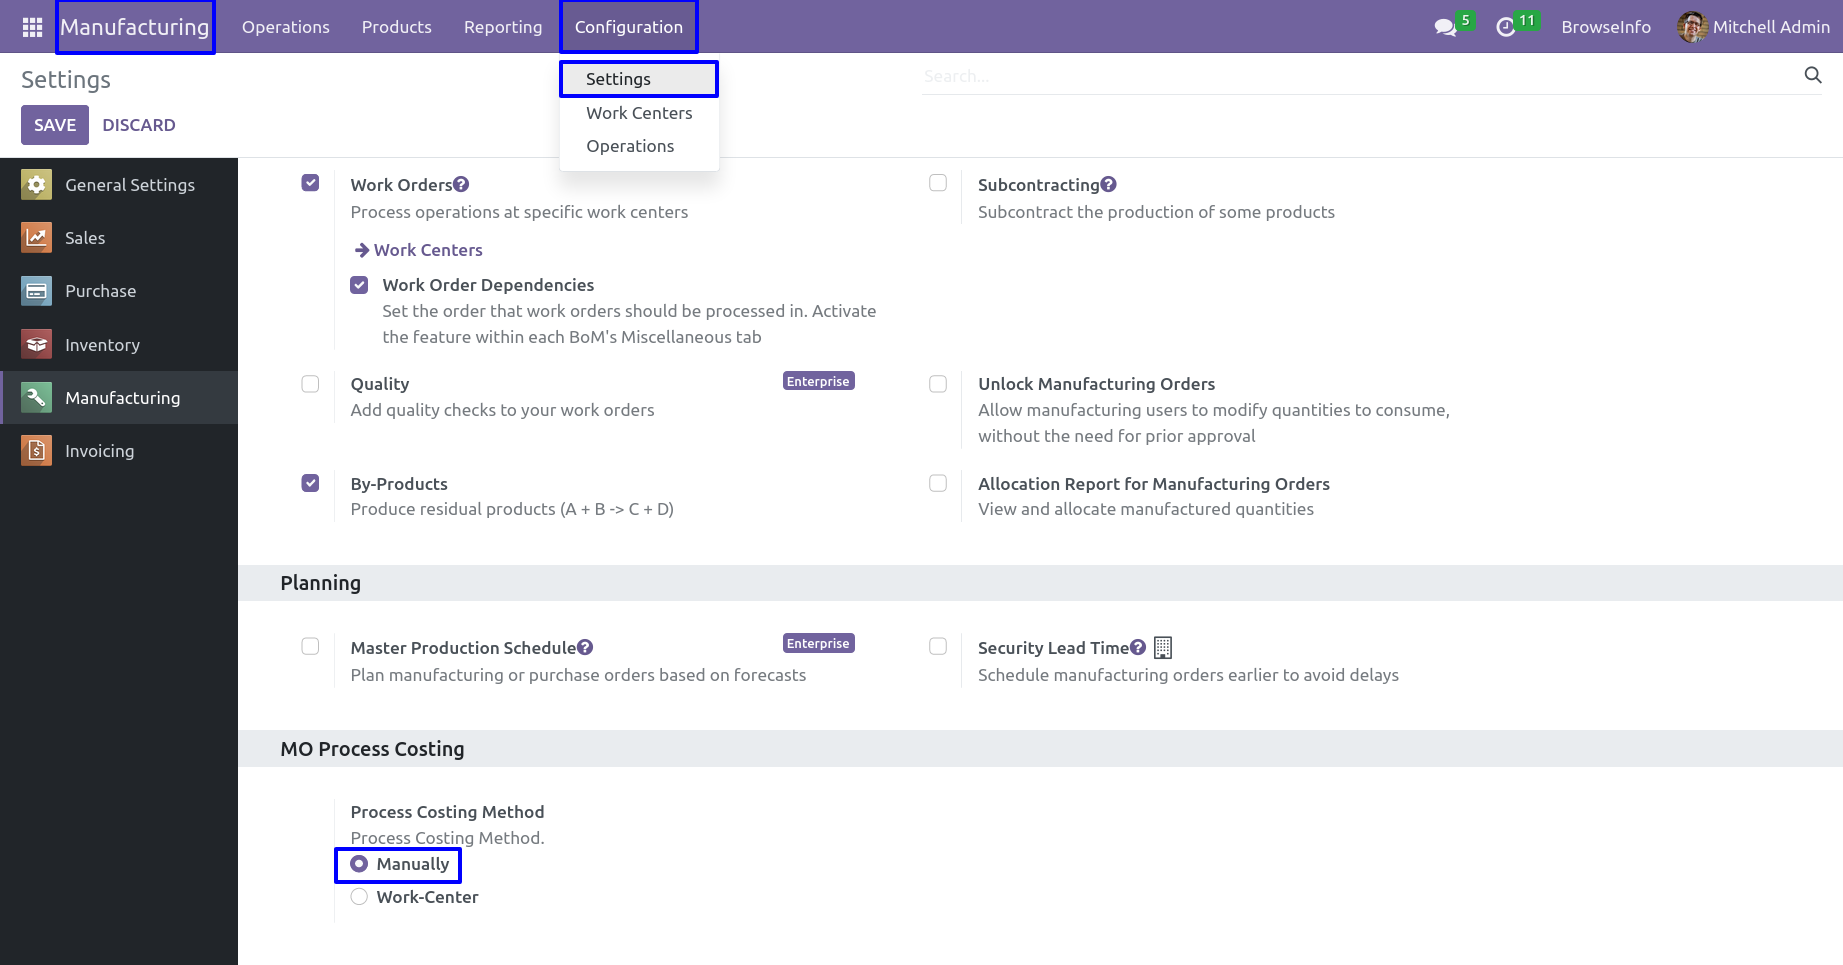 Manufacturing Operations Products Reporting Configuration 5 11 BrowseInfo Mitchell Admin
Settings
Search...
SAVE DISCARD
Settings
Work Centers
Operations
General Settings
Sales
Purchase
Inventory
Manufacturing
Invoicing
Work Orders?
Process operations at specific work centers
Work Centers
Work Order Dependencies
Set the order that work orders should be processed in. Activate
the feature within each BoM's Miscellaneous tab
Subcontracting?
Subcontract the production of some products
Quality Enterprise
Add quality checks to your work orders
Unlock Manufacturing Orders
Allow manufacturing users to modify quantities to consume,
without the need for prior approval
By-Products
Produce residual products (A + B -> C + D)
Allocation Report for Manufacturing Orders
View and allocate manufactured quantities
Planning
Master Production Schedule? Enterprise
Plan manufacturing or purchase orders based on forecasts
Security Lead Time?
Schedule manufacturing orders earlier to avoid delays
MO Process Costing
Process Costing Method
Process Costing Method.
Manually
Work-Center